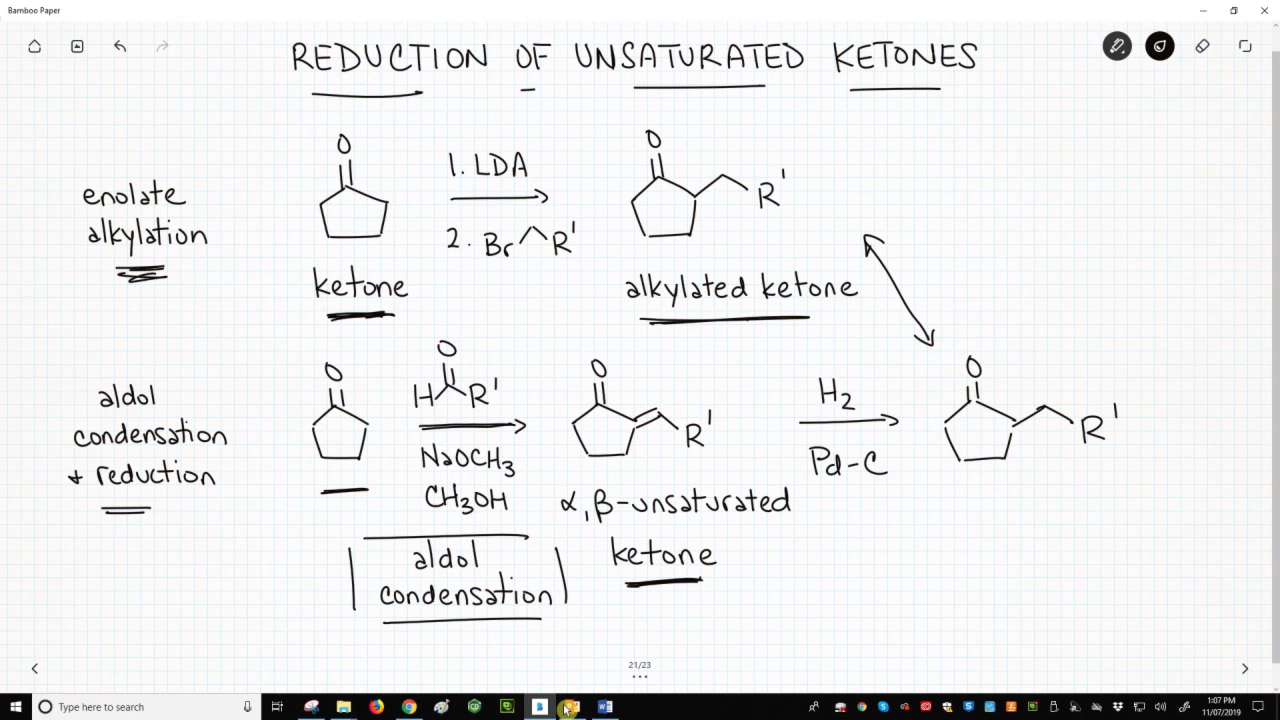 Bamboo Paper
REDUCTION OF UNSATURATED KETONES
enolate
alkylation
O
1. LDA
2. Br R'
ketone
O
R'
alkylated ketone
aldol
condensation
+ reduction
O
O
H R'
NaOCH3
CH3OH
aldol
condensation
O
R'
α,β-unsaturated
ketone
H2
Pd-C
O
R'
21/23
Type here to search
1:07 PM
11/07/2019